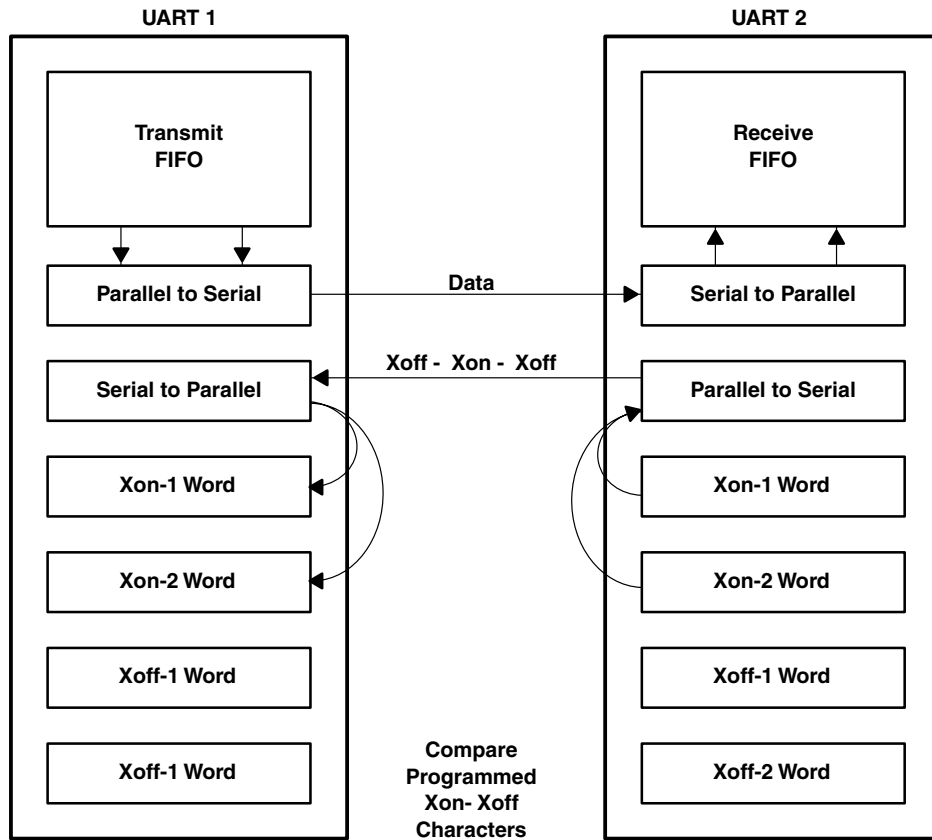 UART 1
UART 2
Transmit
FIFO
Receive
FIFO
Parallel to Serial
Data
Serial to Parallel
Xoff - Xon - Xoff
Serial to Parallel
Parallel to Serial
Xon-1 Word
Xon-1 Word
Xon-2 Word
Xon-2 Word
Xoff-1 Word
Xoff-1 Word
Xoff-1 Word
Compare
Programmed
Xon- Xoff
Characters
Xoff-2 Word